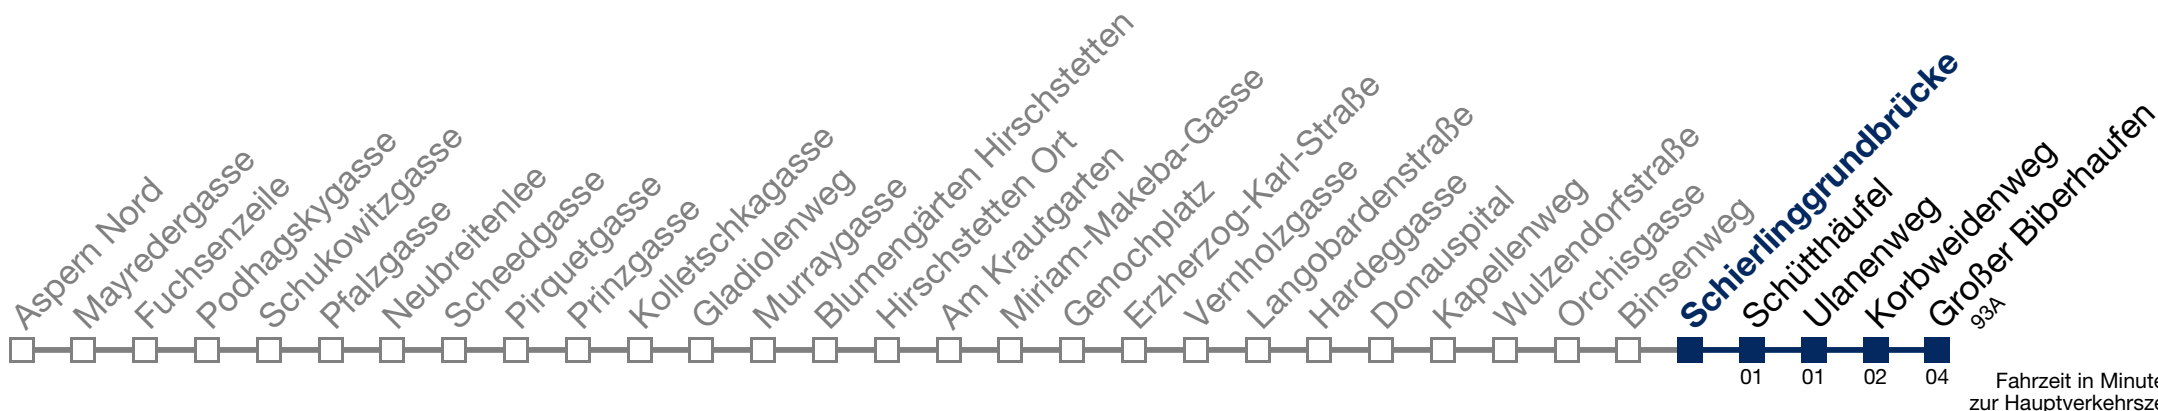 Aspern Nord
Mayredergasse
Fuchsenzeile
Podhagskygasse
Schukowitzgasse
Pfalzgasse
Neubreitenlee
Scheedgasse
Pirquetgasse
Prinzgasse
Kolletschkagasse
Gladiolenweg
Murraygasse
Blumengärten Hirschstetten
Hirschstetten Ort
Am Krautgarten
Miriam-Makeba-Gasse
Genochplatz
Erzherzog-Karl-Straße
Vernholzgasse
Langobardenstraße
Hardeggasse
Donauspital
Kapellenweg
Wulzendorfstraße
Orchisgasse
Binsenweg
Schierlinggrundbrücke
Schütthäufel
Ulanenweg
Korbweidenweg
Großer Biberhaufen
93A
01 01 02 04
Fahrzeit in Minute
zur Hauptverkehrsze